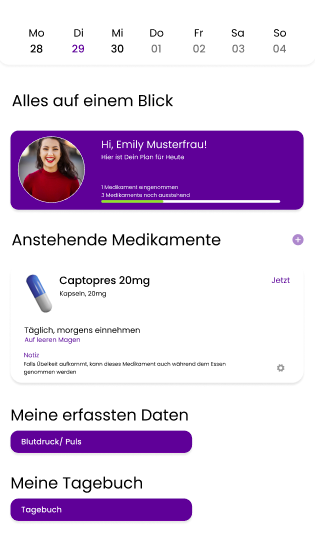 Mo Di Mi Do Fr Sa So
28 29 30 01 02 03 04
Alles auf einem Blick
Hi, Emily Musterfrau!
Hier ist Dein Plan für Heute
1 Medikament eingenommen
3 Medikamente noch ausstehend
Anstehende Medikamente
Captopres 20mg
Jetzt
Kapseln, 20mg
Täglich, morgens einnehmen
Auf leeren Magen
Notiz
Falls Übelkeit aufkommt, kann dieses Medikament auch während dem Essen
genommen werden
Meine erfassten Daten
Blutdruck/ Puls
Meine Tagebuch
Tagebuch